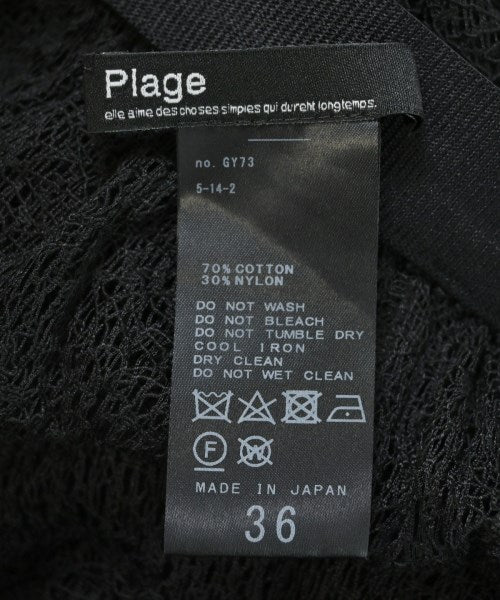 Plage
elle aime des choses simples qui durent longtemps.
no. GY73
5-14-2
70% COTTON
30% NYLON
DO NOT WASH
DO NOT BLEACH
DO NOT TUMBLE DRY
COOL IRON
DRY CLEAN
DO NOT WET CLEAN
F W
MADE IN JAPAN
36